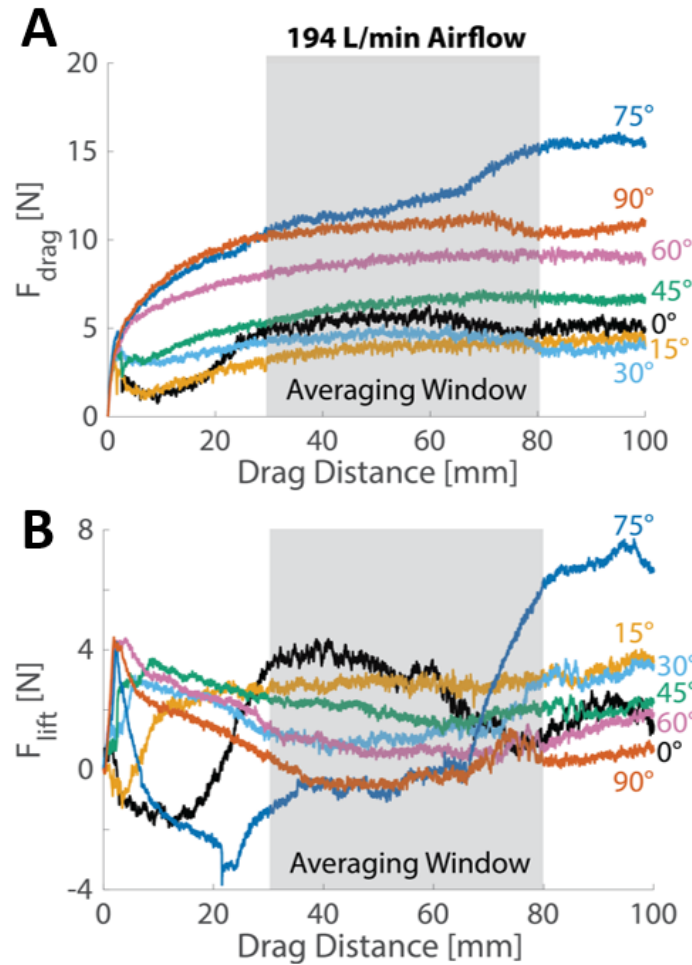 A
194 L/min Airflow
F_drag [N]
20
15
10
5
0
75°
90°
60°
45°
0°
15°
30°
Averaging Window
0 20 40 60 80 100
Drag Distance [mm]
B
F_lift [N]
8
4
0
-4
75°
15°
30°
45°
60°
0°
90°
Averaging Window
0 20 40 60 80 100
Drag Distance [mm]